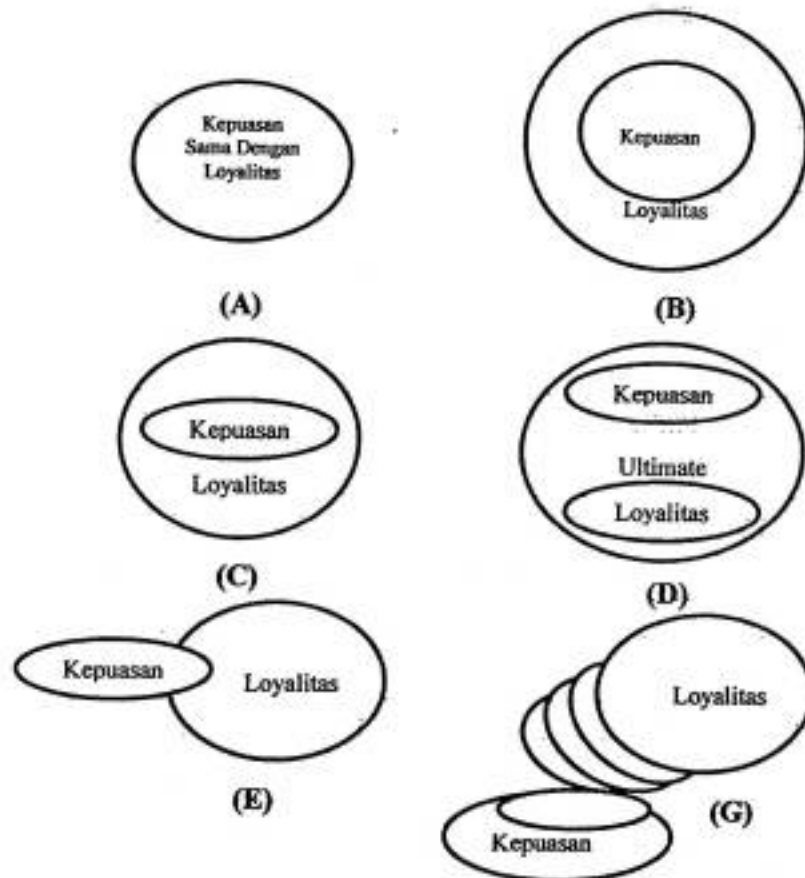 Kepuasan
Sama Dengan
Loyalitas
(A)
Kepuasan
Loyalitas
(B)
Kepuasan
Loyalitas
(C)
Kepuasan
Ultimate
Loyalitas
(D)
Kepuasan
Loyalitas
(E)
Loyalitas
Kepuasan
(G)